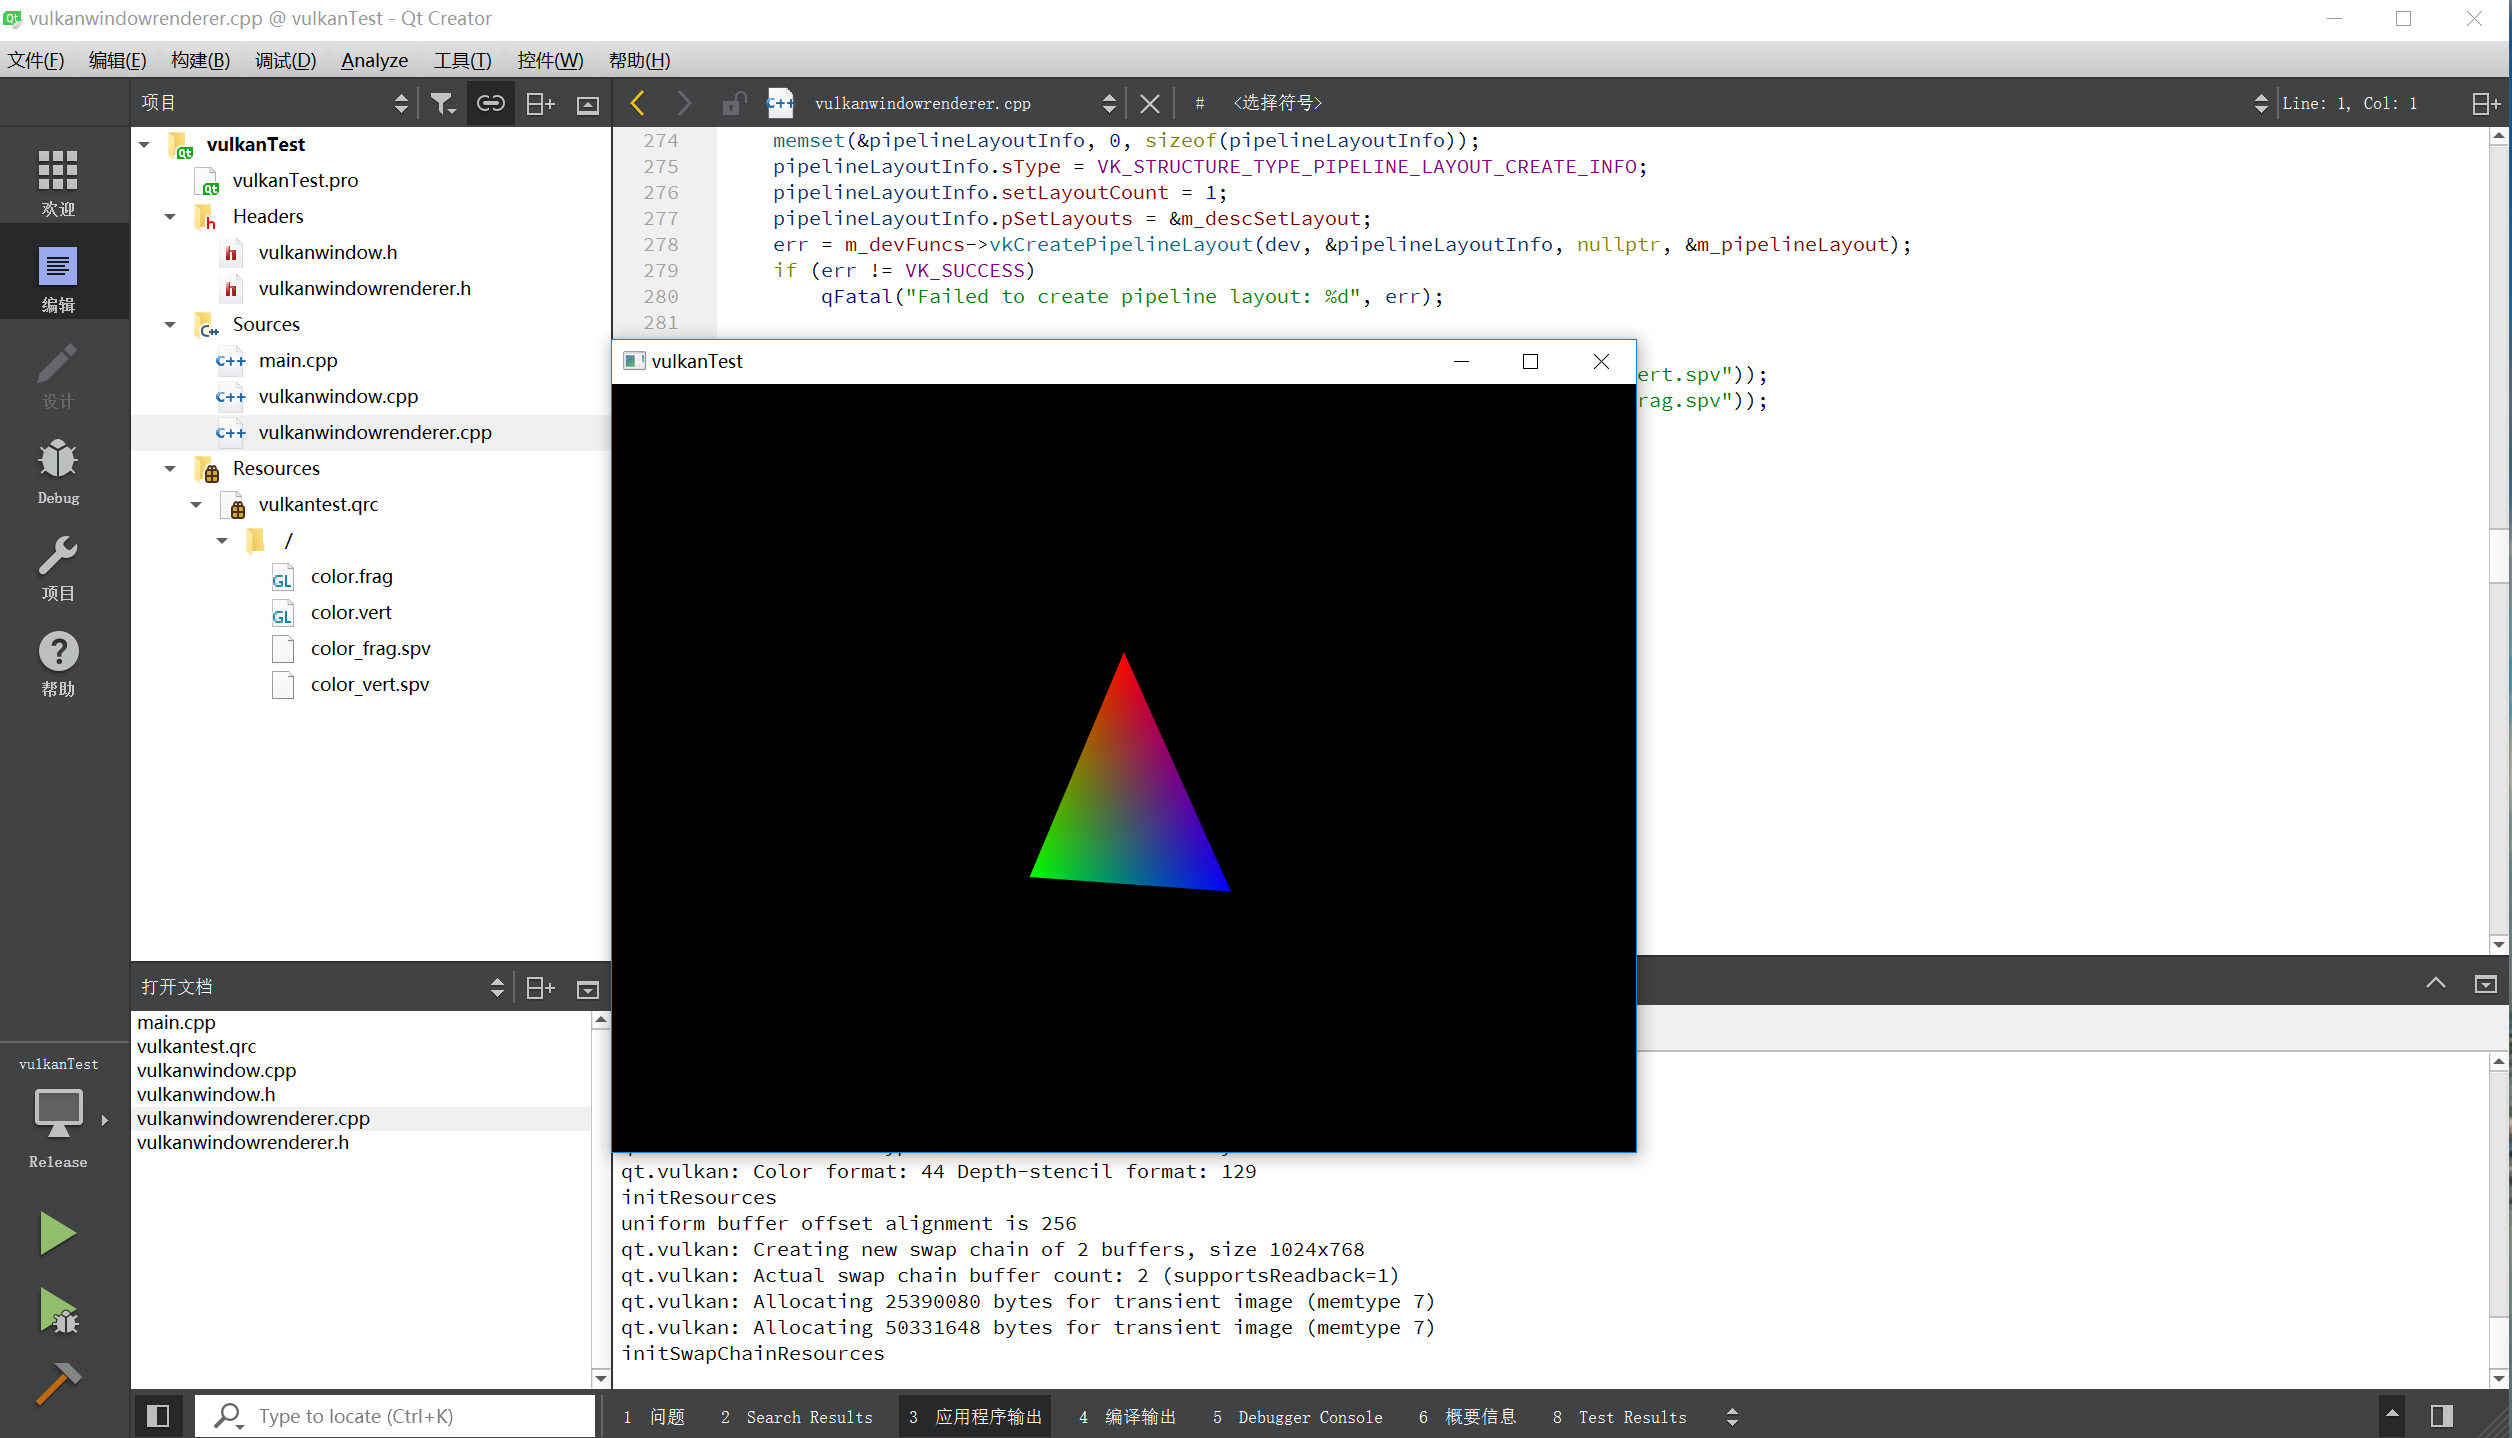 vulkanwindowrenderer.cpp @ vulkanTest - Qt Creator
文件(F) 编辑(E) 构建(B) 调试(D) Analyze 工具(T) 控件(W) 帮助(H)
项目
vulkanwindowrenderer.cpp # <选择符号> Line: 1, Col: 1
欢迎
编辑
设计
Debug
项目
帮助
vulkanTest
Release
vulkanTest
vulkanTest.pro
Headers
vulkanwindow.h
vulkanwindowrenderer.h
Sources
main.cpp
vulkanwindow.cpp
vulkanwindowrenderer.cpp
Resources
vulkantest.qrc
/
color.frag
color.vert
color_frag.spv
color_vert.spv
打开文档
main.cpp
vulkantest.qrc
vulkanwindow.cpp
vulkanwindow.h
vulkanwindowrenderer.cpp
vulkanwindowrenderer.h
274 memset(&pipelineLayoutInfo, 0, sizeof(pipelineLayoutInfo));
275 pipelineLayoutInfo.sType = VK_STRUCTURE_TYPE_PIPELINE_LAYOUT_CREATE_INFO;
276 pipelineLayoutInfo.setLayoutCount = 1;
277 pipelineLayoutInfo.pSetLayouts = &m_descSetLayout;
278 err = m_devFuncs->vkCreatePipelineLayout(dev, &pipelineLayoutInfo, nullptr, &m_pipelineLayout);
279 if (err != VK_SUCCESS)
280 qFatal("Failed to create pipeline layout: %d", err);
281
ert.spv"));
rag.spv"));
vulkanTest
qt.vulkan: Color format: 44 Depth-stencil format: 129
initResources
uniform buffer offset alignment is 256
qt.vulkan: Creating new swap chain of 2 buffers, size 1024x768
qt.vulkan: Actual swap chain buffer count: 2 (supportsReadback=1)
qt.vulkan: Allocating 25390080 bytes for transient image (memtype 7)
qt.vulkan: Allocating 50331648 bytes for transient image (memtype 7)
initSwapChainResources
Type to locate (Ctrl+K) 1 问题 2 Search Results 3 应用程序输出 4 编译输出 5 Debugger Console 6 概要信息 8 Test Results